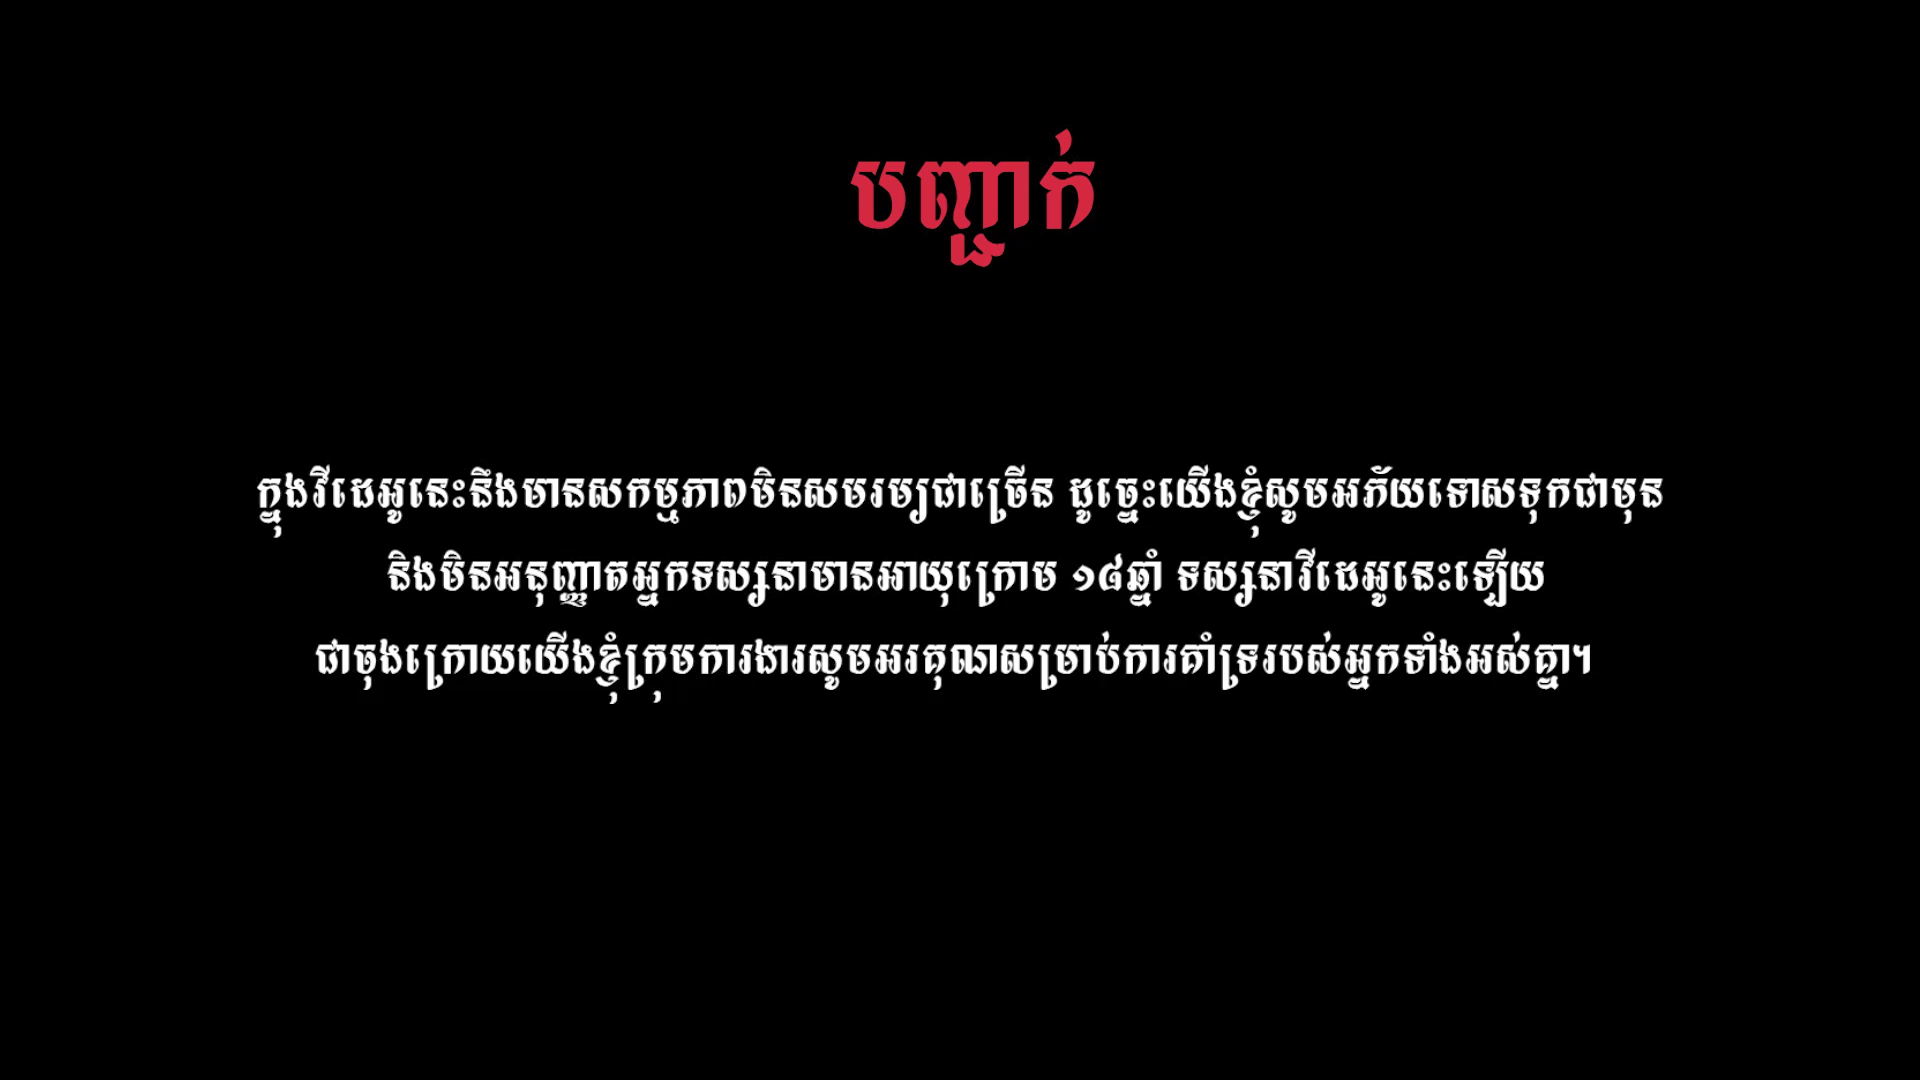 បញ្ជាក់
ក្នុងវីដេអូនេះនឹងមានសកម្មភាពមិនសមរម្យជាច្រើន ដូច្នេះយើងខ្ញុំសូមអភ័យទោសទុកជាមុន
និងមិនអនុញ្ញាតអ្នកទស្សនាមានអាយុក្រោម ១៨ឆ្នាំ ទស្សនាវីដេអូនេះឡើយ
ជាចុងក្រោយយើងខ្ញុំក្រុមការងារសូមអរគុណសម្រាប់ការគាំទ្ររបស់អ្នកទាំងអស់គ្នា។